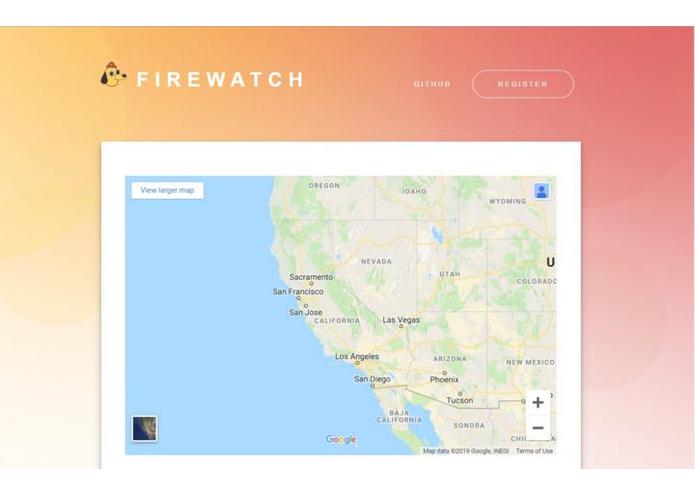 FIREWATCH
GITHUB
REGISTER
View larger map
OREGON
IDAHO
WYOMING
NEVADA
UTAH
U
COLORADO
Sacramento
San Francisco
San Jose
CALIFORNIA
Las Vegas
Los Angeles
ARIZONA
NEW MEXICO
San Diego
Phoenix
Tucson
BAJA
CALIFORNIA
SONORA
Google
Map data ©2019 Google, INEGI Terms of Use